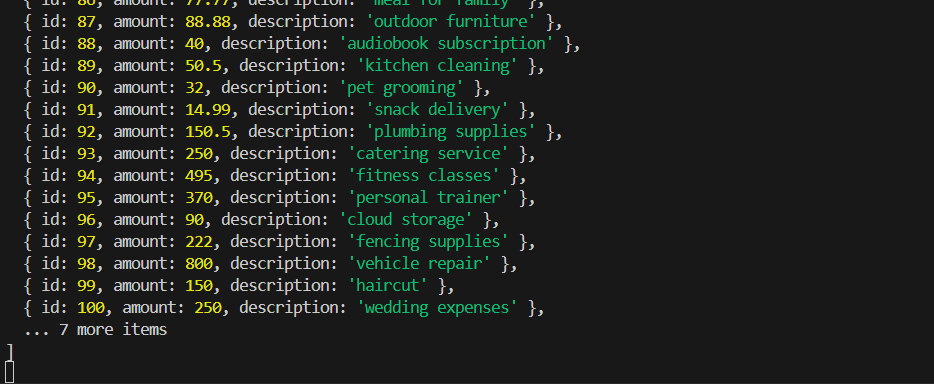 { id: 86, amount: 77.77, description: 'meal for family' },
{ id: 87, amount: 88.88, description: 'outdoor furniture' },
{ id: 88, amount: 40, description: 'audiobook subscription' },
{ id: 89, amount: 50.5, description: 'kitchen cleaning' },
{ id: 90, amount: 32, description: 'pet grooming' },
{ id: 91, amount: 14.99, description: 'snack delivery' },
{ id: 92, amount: 150.5, description: 'plumbing supplies' },
{ id: 93, amount: 250, description: 'catering service' },
{ id: 94, amount: 495, description: 'fitness classes' },
{ id: 95, amount: 370, description: 'personal trainer' },
{ id: 96, amount: 90, description: 'cloud storage' },
{ id: 97, amount: 222, description: 'fencing supplies' },
{ id: 98, amount: 800, description: 'vehicle repair' },
{ id: 99, amount: 150, description: 'haircut' },
{ id: 100, amount: 250, description: 'wedding expenses' },
... 7 more items
]